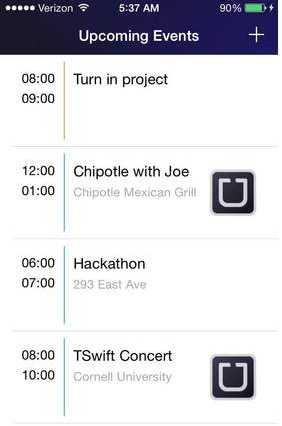 Verizon 5:37 AM 90%
Upcoming Events +
08:00 Turn in project
09:00
12:00 Chipotle with Joe
01:00 Chipotle Mexican Grill
06:00 Hackathon
07:00 293 East Ave
08:00 TSwift Concert
10:00 Cornell University